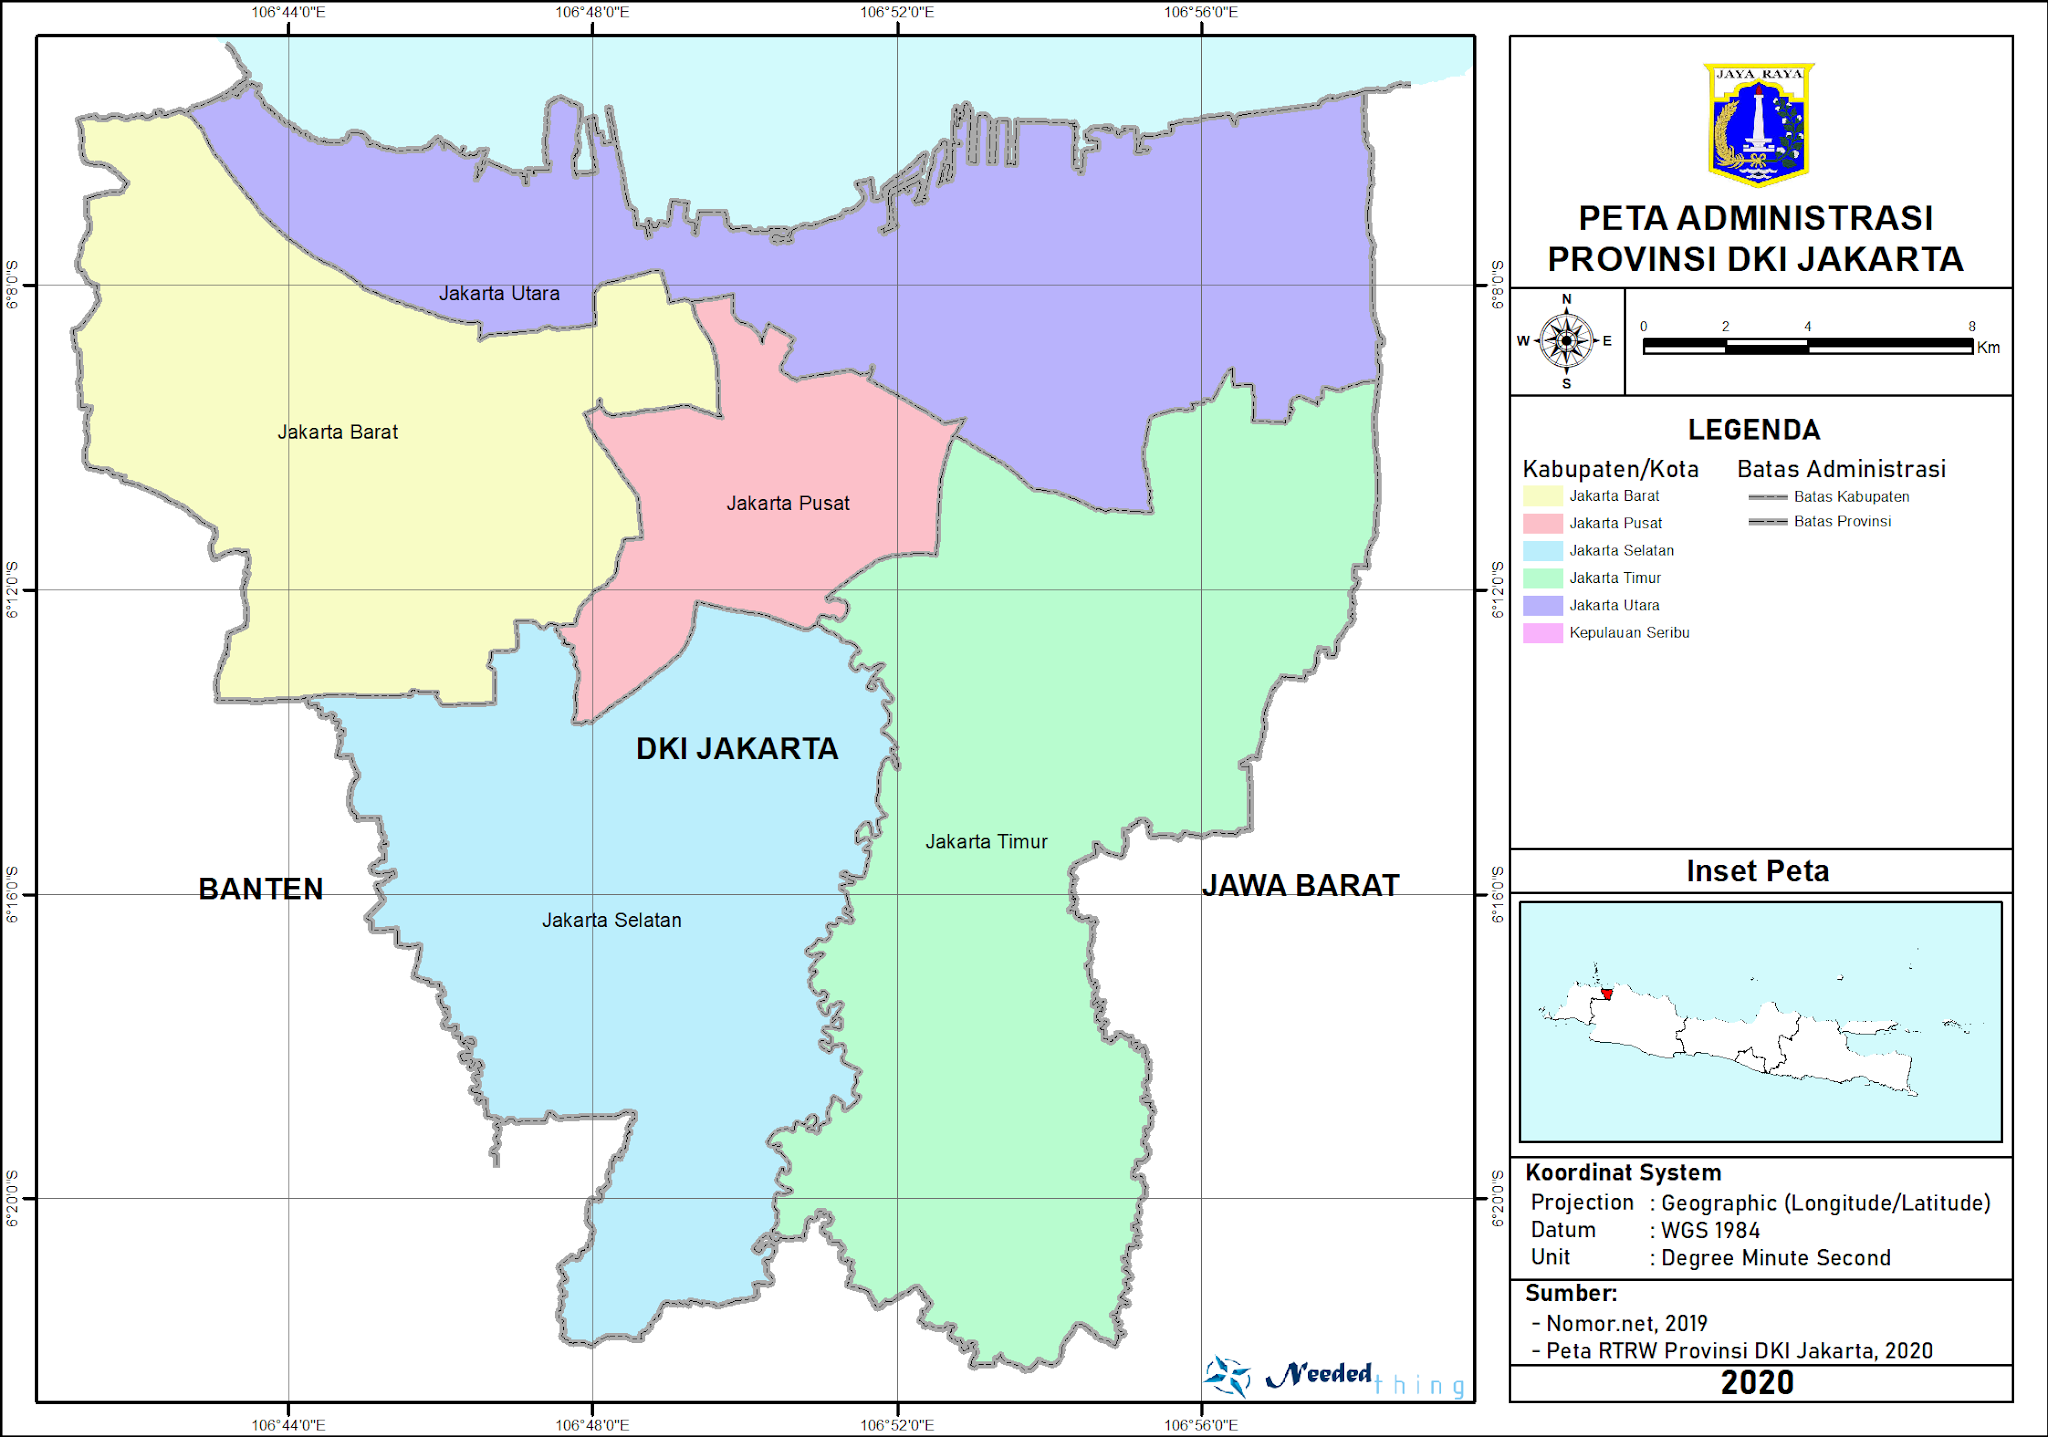 106°44'0"E 106°48'0"E 106°52'0"E 106°56'0"E
6°8'0"S
6°12'0"S
6°16'0"S
6°20'0"S
Jakarta Utara
Jakarta Barat
Jakarta Pusat
DKI JAKARTA
Jakarta Timur
BANTEN
JAWA BARAT
Jakarta Selatan
Needed
thing
6°8'0"S
6°12'0"S
6°16'0"S
6°20'0"S
106°44'0"E 106°48'0"E 106°52'0"E 106°56'0"E
JAYA RAYA
PETA ADMINISTRASI
PROVINSI DKI JAKARTA
N
W E
S
0 2 4 8
Km
LEGENDA
Kabupaten/Kota
Jakarta Barat
Jakarta Pusat
Jakarta Selatan
Jakarta Timur
Jakarta Utara
Kepulauan Seribu
Batas Administrasi
Batas Kabupaten
Batas Provinsi
Inset Peta
Koordinat System
Projection : Geographic (Longitude/Latitude)
Datum : WGS 1984
Unit : Degree Minute Second
Sumber:
- Nomor.net, 2019
- Peta RTRW Provinsi DKI Jakarta, 2020
2020